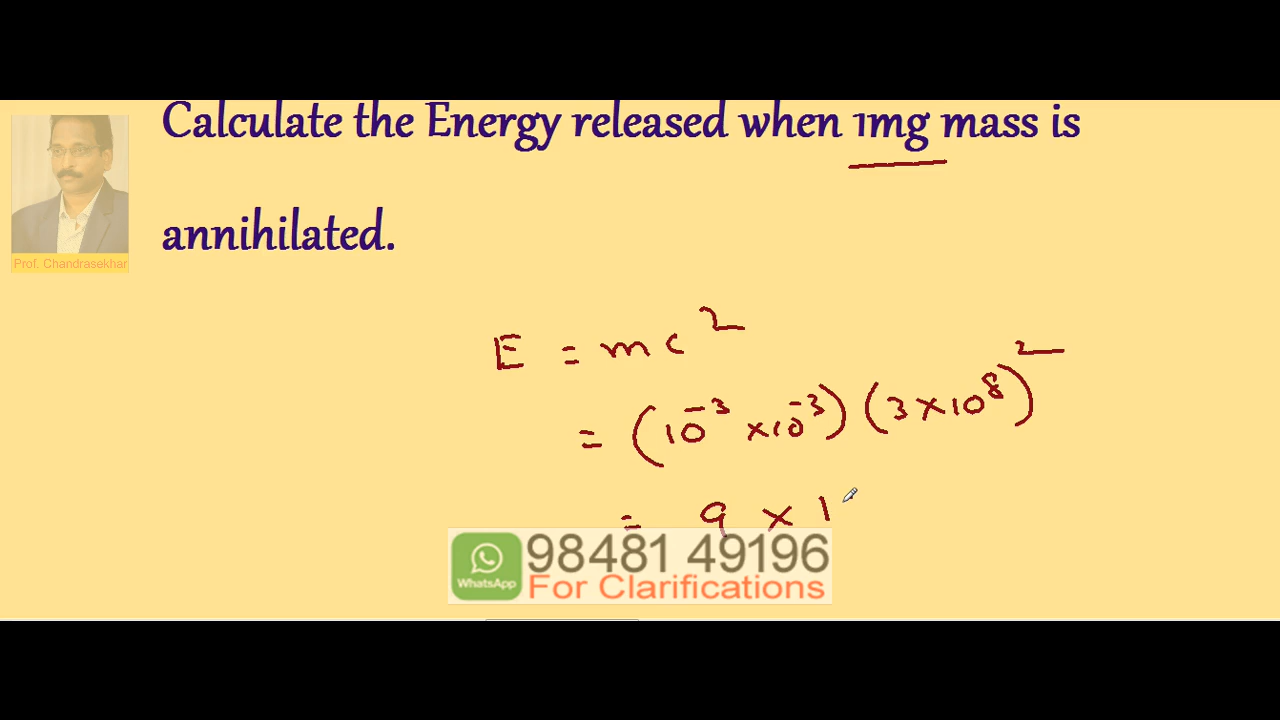 Calculate the Energy released when 1mg mass is
annihilated.
Prof. Chandrasekhar
E = mc²
= (10⁻³ ×10⁻³) (3×10⁸)²
= 9 × 1
98481 49196
WhatsApp
For Clarifications